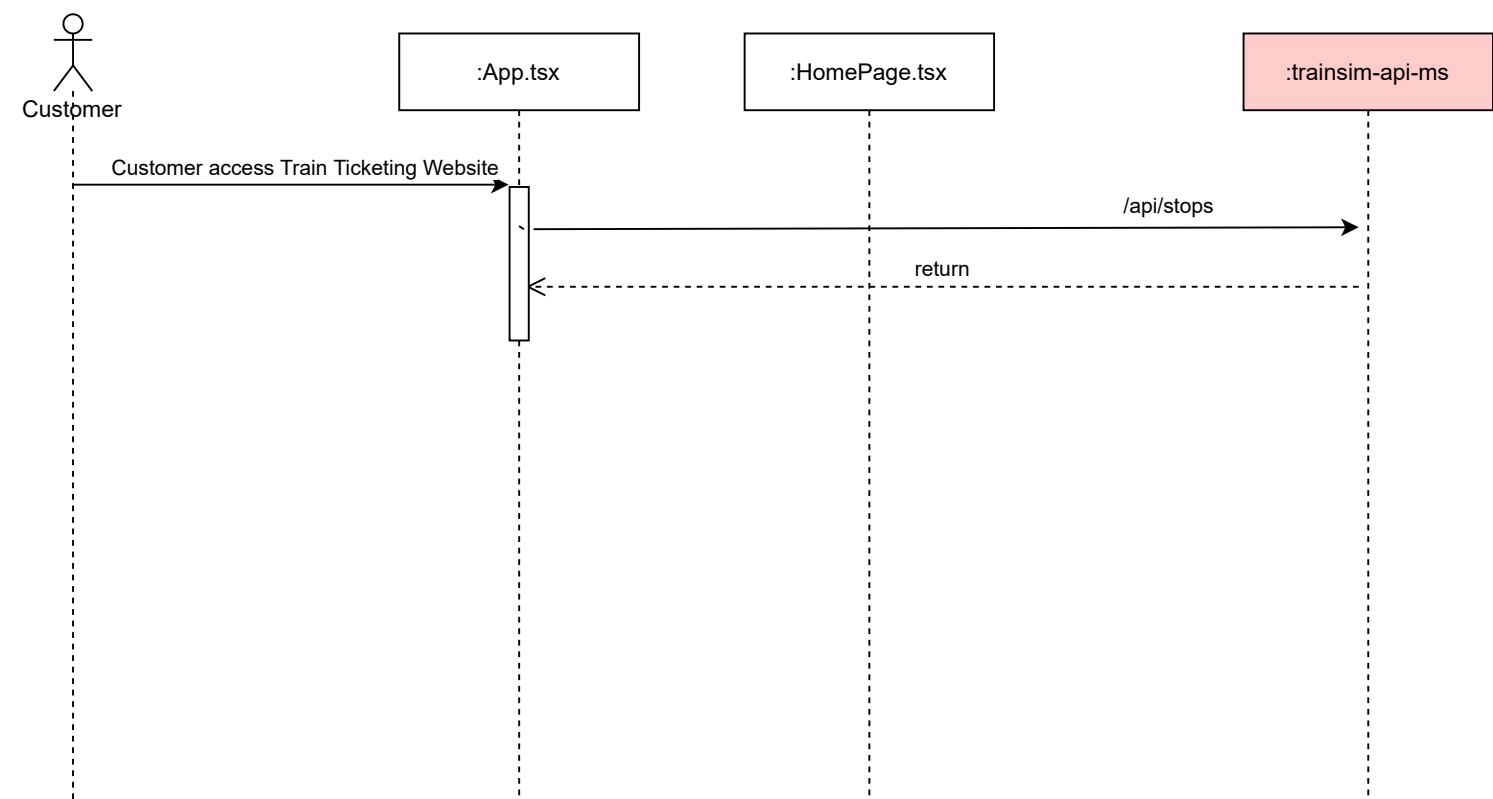 Customer
:App.tsx
:HomePage.tsx
:trainsim-api-ms
Customer access Train Ticketing Website
/api/stops
return